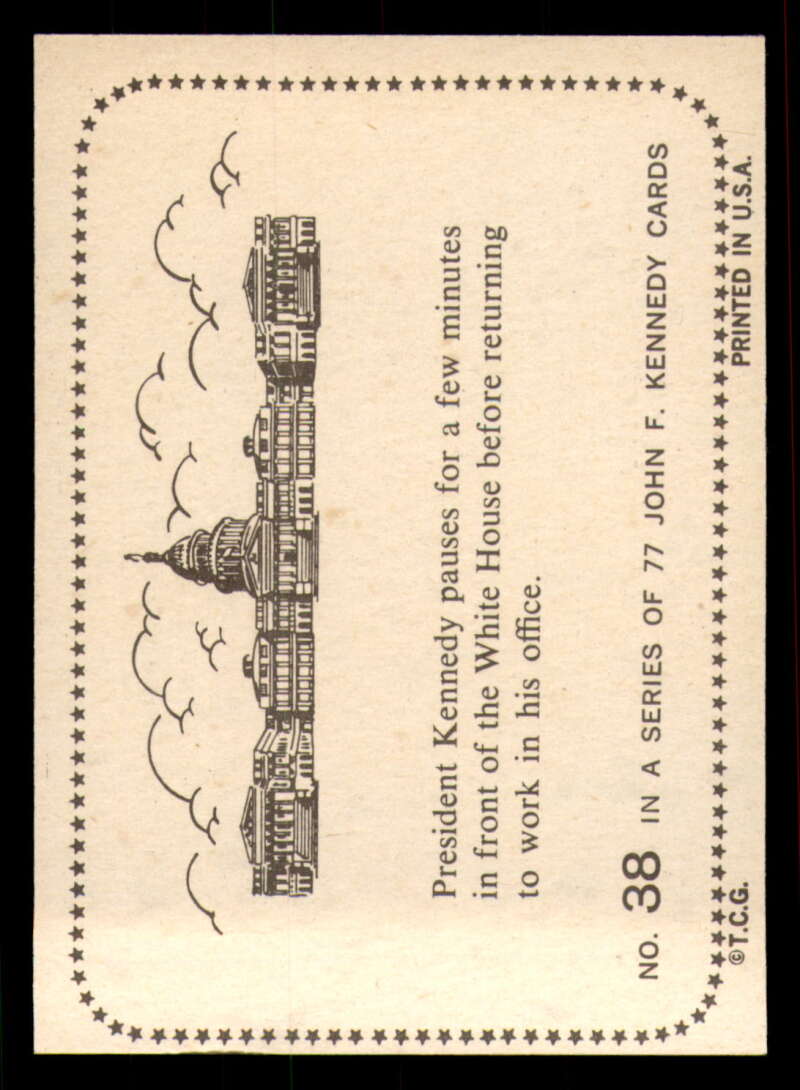 President Kennedy pauses for a few minutes
in front of the White House before returning
to work in his office.
NO. 38 IN A SERIES OF 77 JOHN F. KENNEDY CARDS
©T.C.G. PRINTED IN U.S.A.